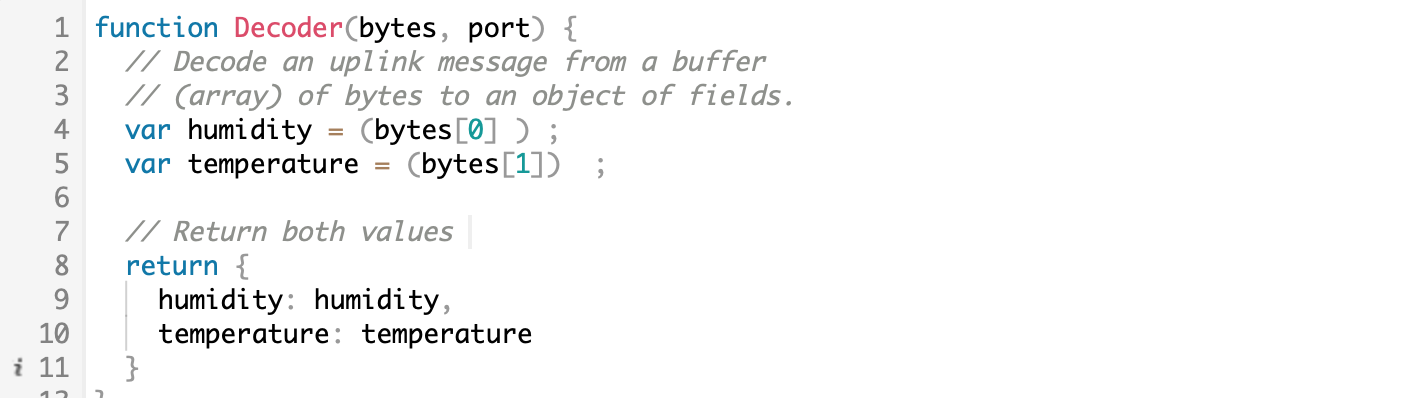 1 function Decoder(bytes, port) {
2   // Decode an uplink message from a buffer
3   // (array) of bytes to an object of fields.
4   var humidity = (bytes[0] ) ;
5   var temperature = (bytes[1])  ;
6
7   // Return both values
8   return {
9     humidity: humidity,
10     temperature: temperature
i 11   }